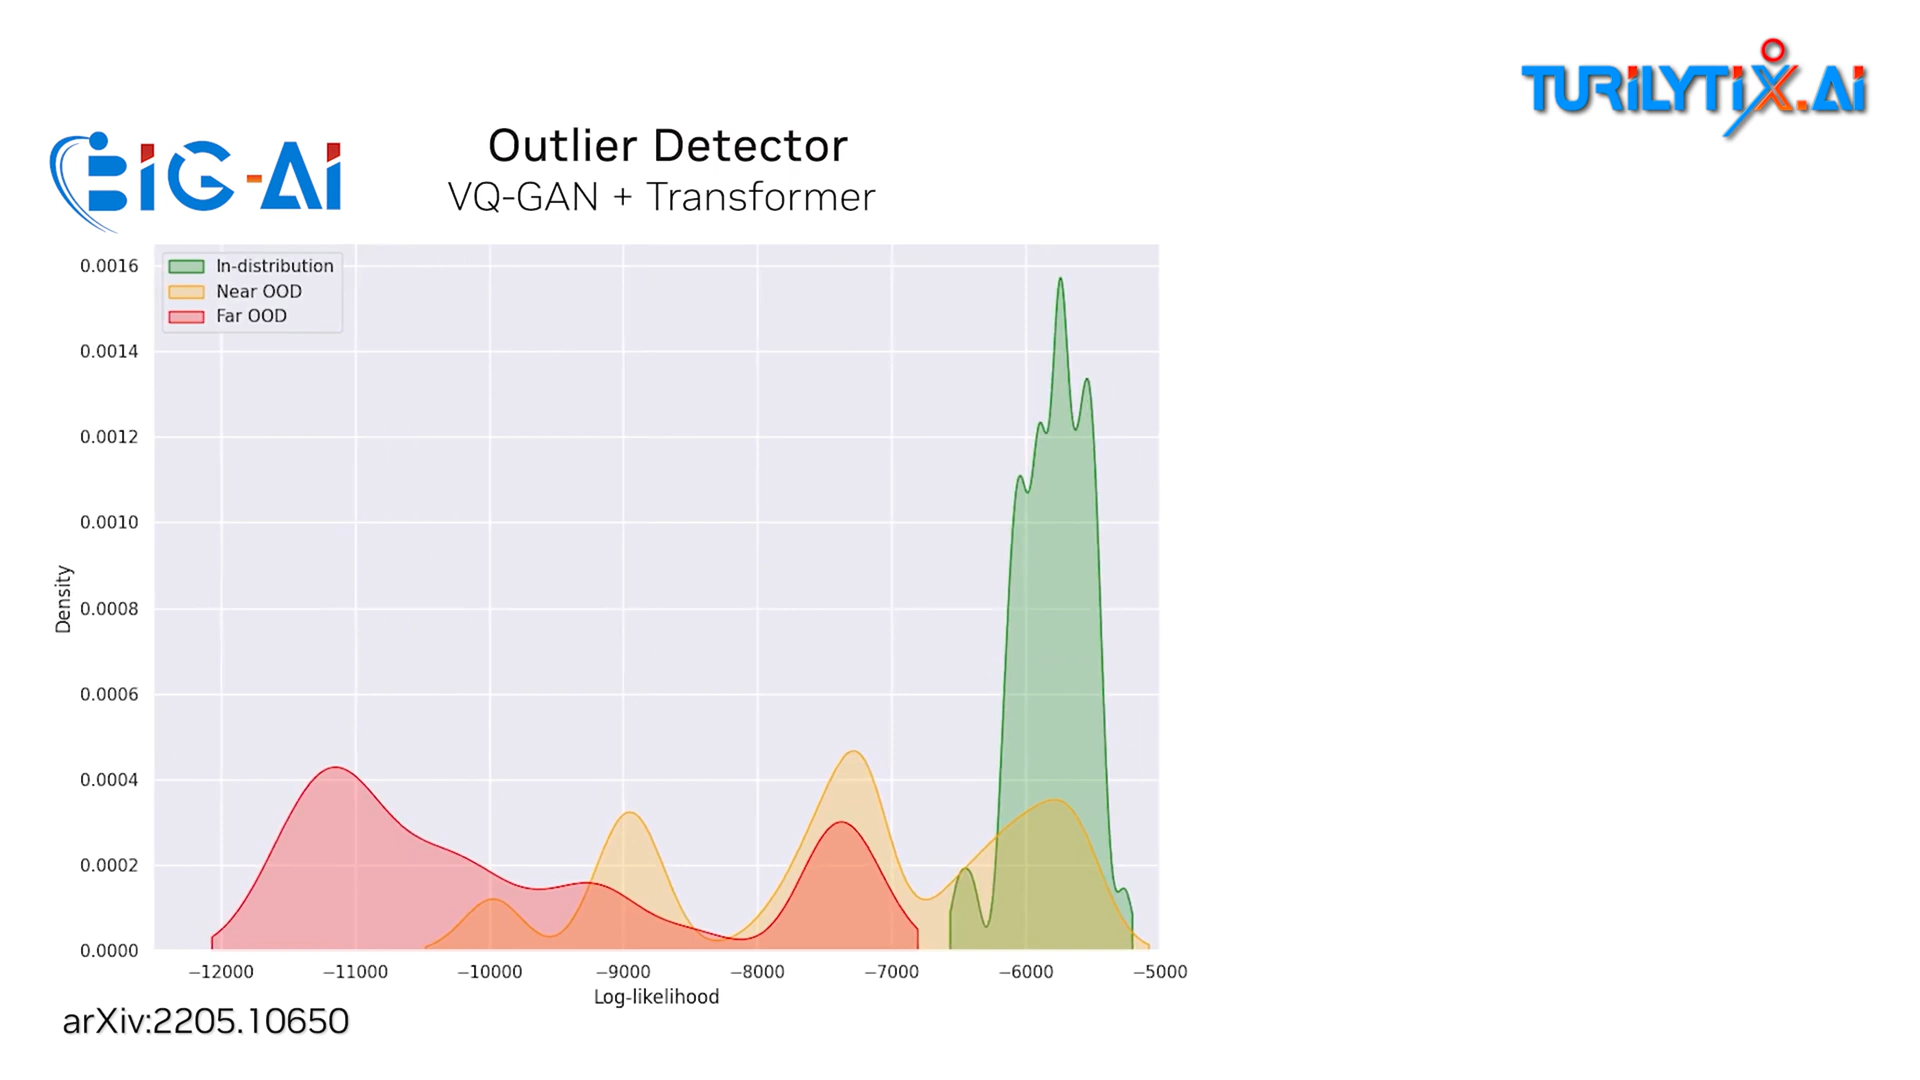 TURiLYTiX.Ai
BiG-Ai
Outlier Detector
VQ-GAN + Transformer
In-distribution
Near OOD
Far OOD
0.0016
0.0014
0.0012
0.0010
0.0008
0.0006
0.0004
0.0002
0.0000
Density
−12000 −11000 −10000 −9000 −8000 −7000 −6000 −5000
Log-likelihood
arXiv:2205.10650